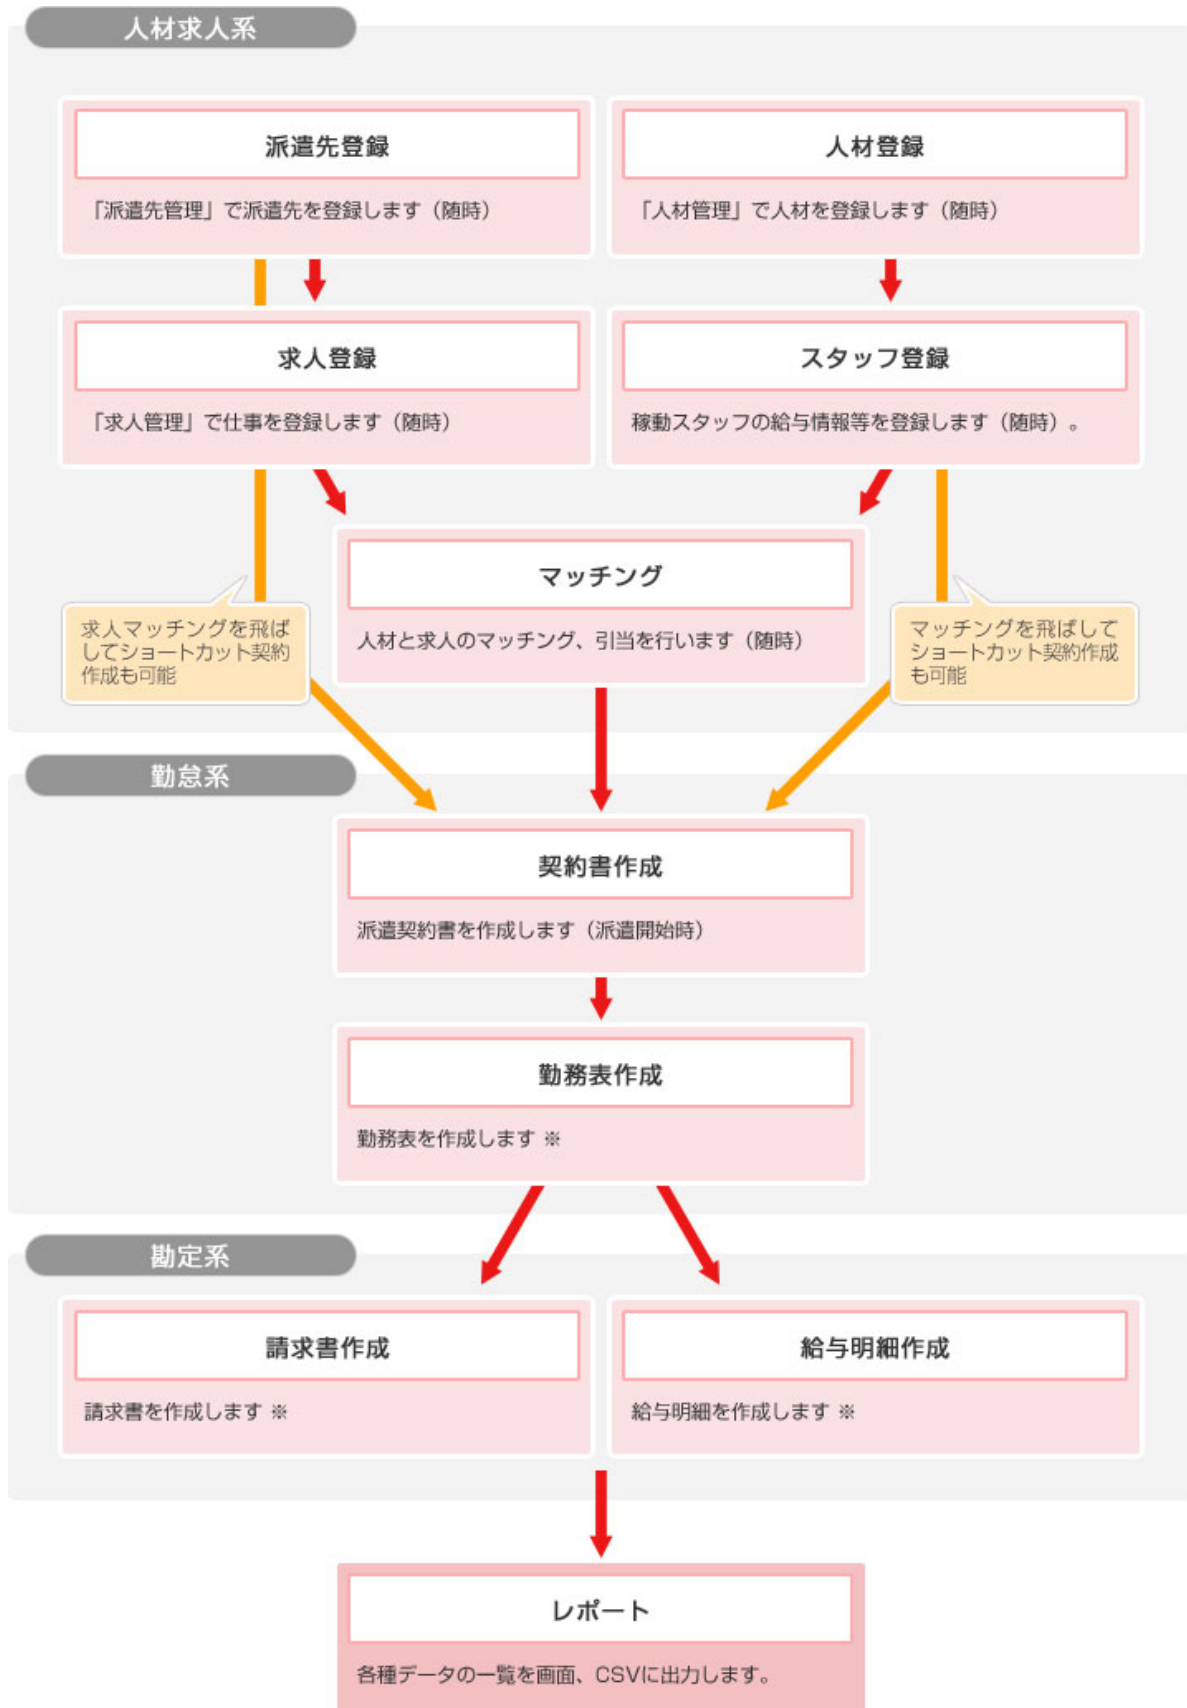 人材求人系
派遣先登録
「派遣先管理」で派遣先を登録します（随時）
人材登録
「人材管理」で人材を登録します（随時）
求人登録
「求人管理」で仕事を登録します（随時）
スタッフ登録
稼動スタッフの給与情報等を登録します（随時）。
マッチング
人材と求人のマッチング、引当を行います（随時）
求人マッチングを飛ば
してショートカット契約
作成も可能
マッチングを飛ばして
ショートカット契約作成
も可能
勤怠系
契約書作成
派遣契約書を作成します（派遣開始時）
勤務表作成
勤務表を作成します ※
勘定系
請求書作成
請求書を作成します ※
給与明細作成
給与明細を作成します ※
レポート
各種データの一覧を画面、CSVに出力します。